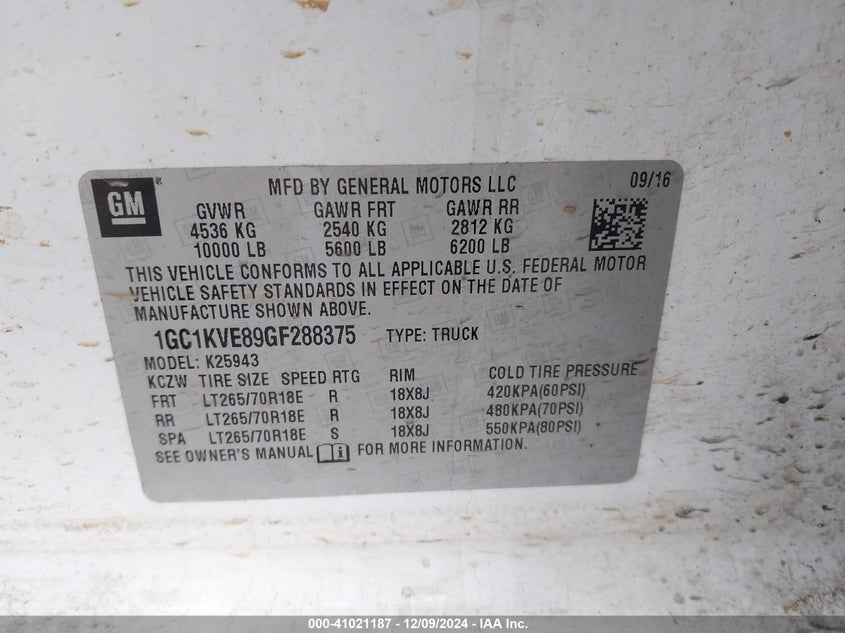 GM
MFD BY GENERAL MOTORS LLC 09/16
GVWR GAWR FRT GAWR RR
4536 KG 2540 KG 2812 KG
10000 LB 5600 LB 6200 LB
THIS VEHICLE CONFORMS TO ALL APPLICABLE U.S. FEDERAL MOTOR
VEHICLE SAFETY STANDARDS IN EFFECT ON THE DATE OF
MANUFACTURE SHOWN ABOVE.
1GC1KVE89GF288375 TYPE: TRUCK
MODEL: K25943
KCZW TIRE SIZE SPEED RTG RIM COLD TIRE PRESSURE
FRT LT265/70R18E R 18X8J 420KPA(60PSI)
RR LT265/70R18E R 18X8J 480KPA(70PSI)
SPA LT265/70R18E S 18X8J 550KPA(80PSI)
SEE OWNER'S MANUAL FOR MORE INFORMATION.
000-41021187 - 12/09/2024 - IAA Inc.